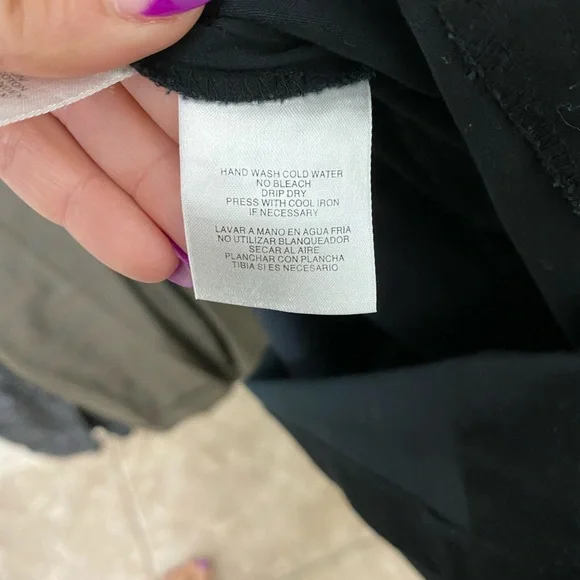 HAND WASH COLD WATER
NO BLEACH
DRIP DRY
PRESS WITH COOL IRON
IF NECESSARY
LAVAR A MANO EN AGUA FRIA
NO UTILIZAR BLANQUEADOR
SECAR AL AIRE
PLANCHAR CON PLANCHA
TIBIA SI ES NECESARIO